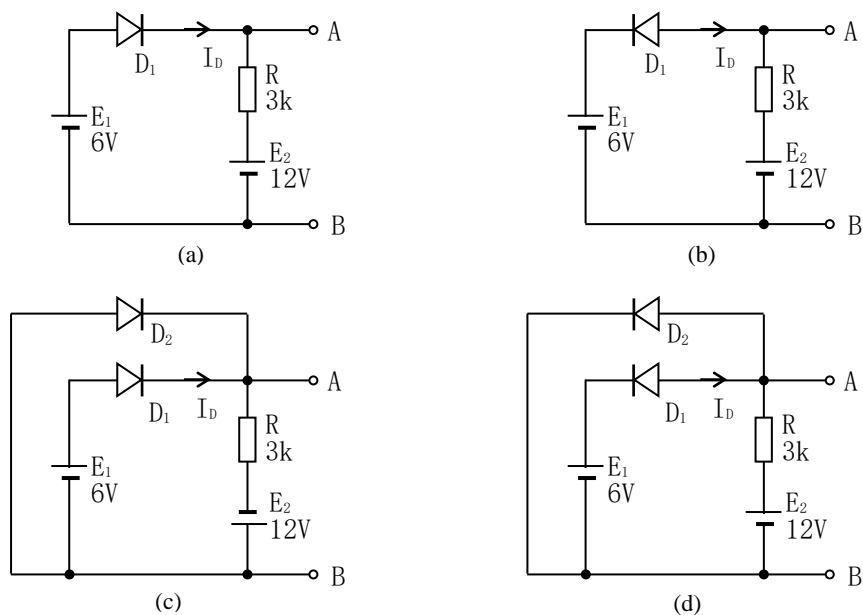 A
D₁
I_D
R
3k
E₁
6V
E₂
12V
B
(a)
A
D₁
I_D
R
3k
E₁
6V
E₂
12V
B
(b)
D₂
A
D₁
I_D
R
3k
E₁
6V
E₂
12V
B
(c)
D₂
A
D₁
I_D
R
3k
E₁
6V
E₂
12V
B
(d)